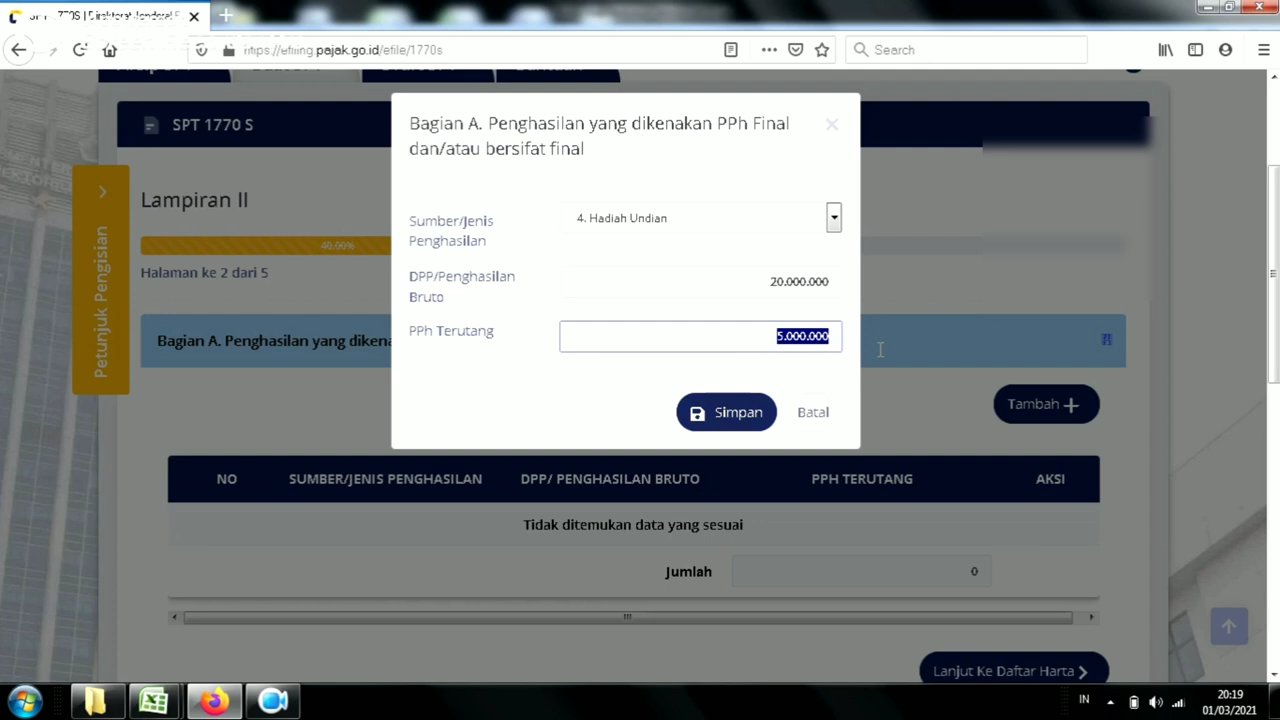 https://efiling.pajak.go.id/efile/1770s
Search
SPT 1770 S
Lampiran II
40.00%
Halaman ke 2 dari 5
Petunjuk Pengisian
Bagian A. Penghasilan yang dikena
Bagian A. Penghasilan yang dikenakan PPh Final
dan/atau bersifat final
Sumber/Jenis
Penghasilan
4. Hadiah Undian
DPP/Penghasilan
Bruto
20.000.000
PPh Terutang
5.000.000
Simpan
Batal
Tambah
NO
SUMBER/JENIS PENGHASILAN
DPP/ PENGHASILAN BRUTO
PPH TERUTANG
AKSI
Tidak ditemukan data yang sesuai
Jumlah
0
Lanjut Ke Daftar Harta
IN
20:19
01/03/2021